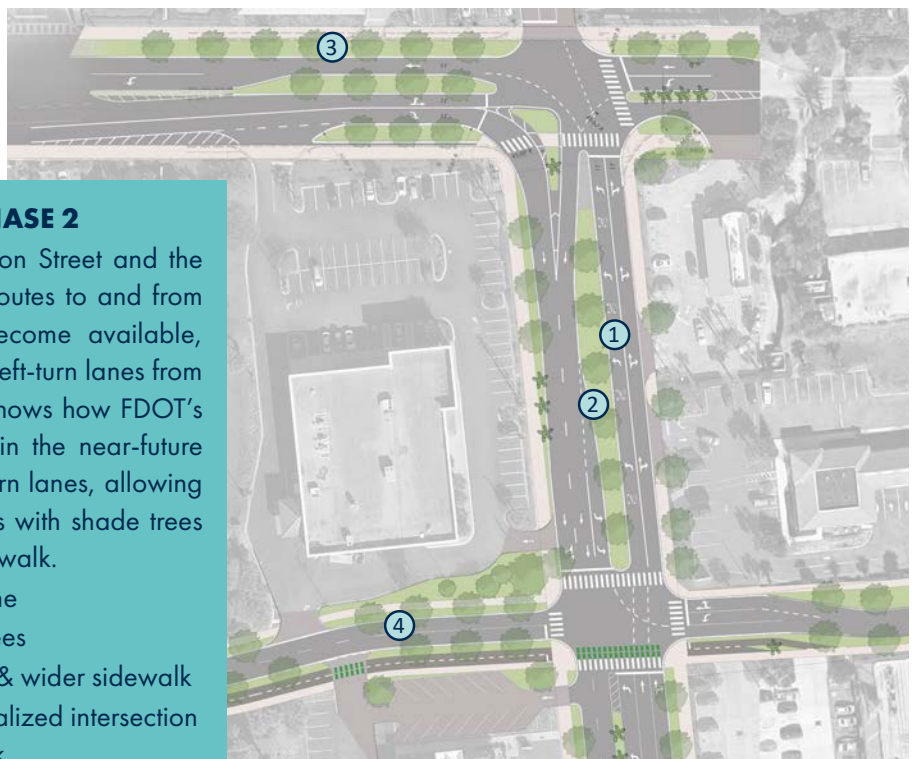 3
HASE 2
on Street and the
outes to and from
ecome available,
left-turn lanes from
hows how FDOT's
in the near-future
rn lanes, allowing
s with shade trees
walk.
ne
ees
& wider sidewalk
alized intersection
1
2
4